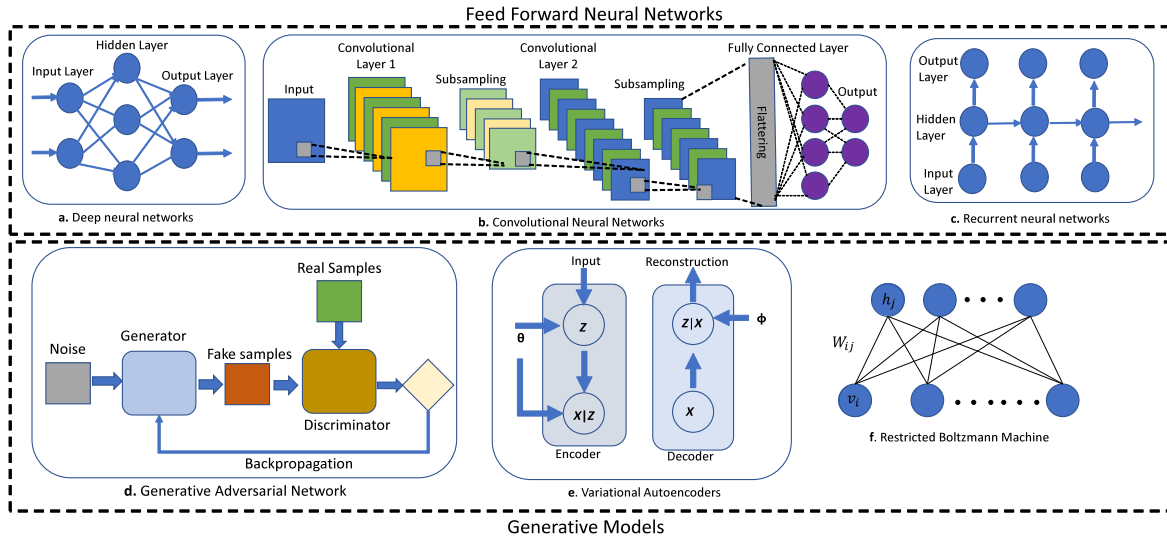 Feed Forward Neural Networks
Hidden Layer
Input Layer
Output Layer
a. Deep neural networks
Convolutional
Layer 1
Input
Subsampling
Convolutional
Layer 2
Subsampling
Fully Connected Layer
Flattering
Output
b. Convolutional Neural Networks
Output
Layer
Hidden
Layer
Input
Layer
c. Recurrent neural networks
Real Samples
Noise
Generator
Fake samples
Discriminator
Backpropagation
d. Generative Adversarial Network
Input
Reconstruction
Z
Z|X
θ
ϕ
X|Z
X
Encoder
Decoder
e. Variational Autoencoders
hj
Wij
vi
f. Restricted Boltzmann Machine
Generative Models